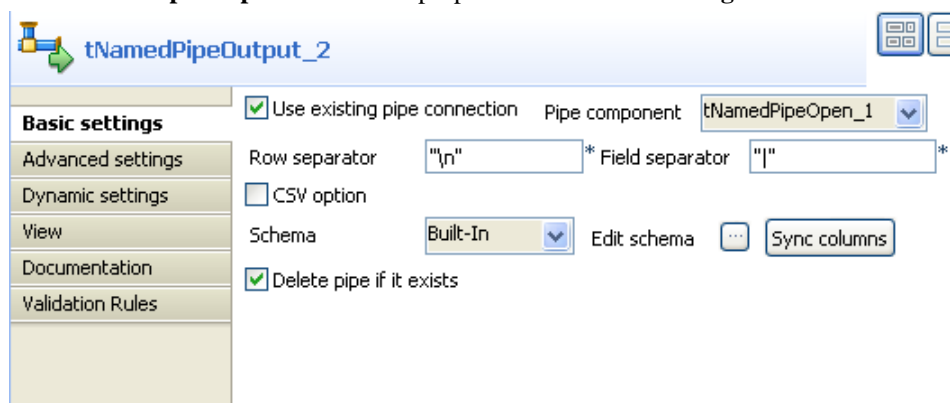 tNamedPipeOutput_2
Basic settings
Advanced settings
Dynamic settings
View
Documentation
Validation Rules
Use existing pipe connection Pipe component tNamedPipeOpen_1
Row separator "\n" * Field separator "|" *
CSV option
Schema Built-In Edit schema ... Sync columns
Delete pipe if it exists